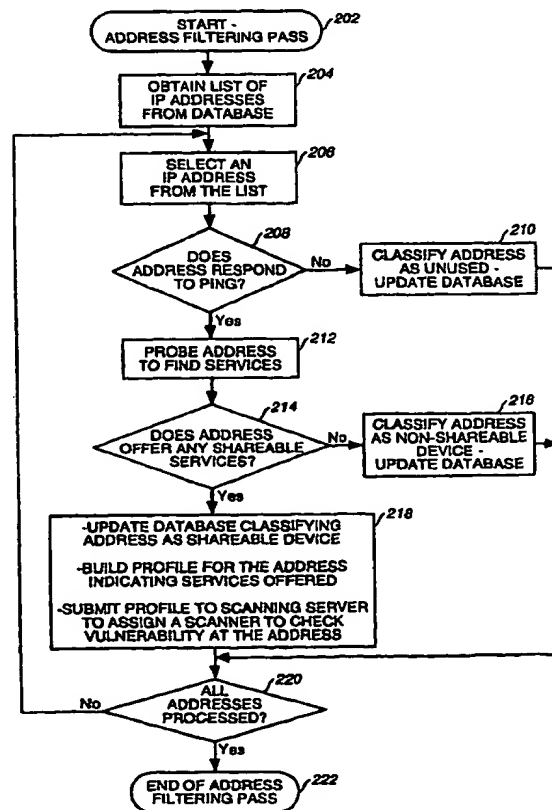 START -
ADDRESS FILTERING PASS
202
204
OBTAIN LIST OF
IP ADDRESSES
FROM DATABASE
206
SELECT AN
IP ADDRESS
FROM THE LIST
208
DOES
ADDRESS RESPOND
TO PING?
No
210
CLASSIFY ADDRESS
AS UNUSED -
UPDATE DATABASE
Yes
212
PROBE ADDRESS
TO FIND SERVICES
214
DOES ADDRESS
OFFER ANY SHAREABLE
SERVICES?
No
216
CLASSIFY ADDRESS
AS NON-SHAREABLE
DEVICE -
UPDATE DATABASE
Yes
218
-UPDATE DATABASE CLASSIFYING
ADDRESS AS SHAREABLE DEVICE
-BUILD PROFILE FOR THE ADDRESS
INDICATING SERVICES OFFERED
-SUBMIT PROFILE TO SCANNING SERVER
TO ASSIGN A SCANNER TO CHECK
VULNERABILITY AT THE ADDRESS
220
No
ALL
ADDRESSES
PROCESSED?
Yes
END OF ADDRESS
FILTERING PASS
222